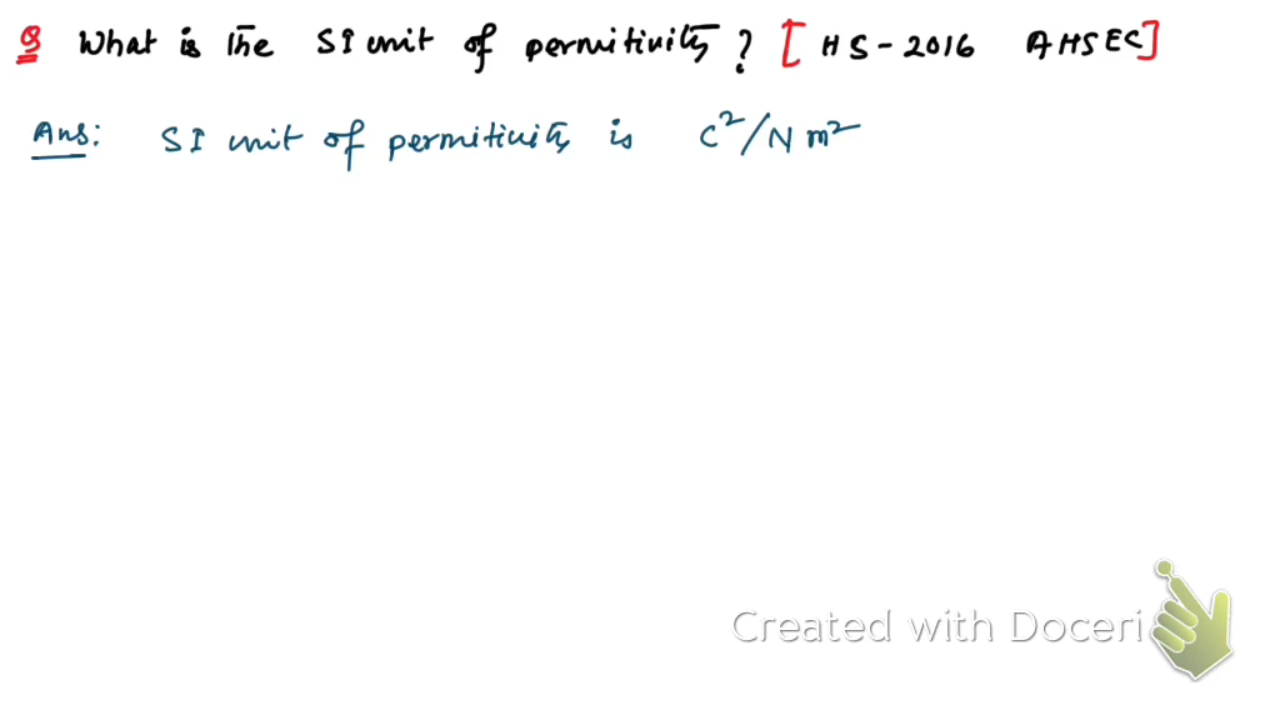 Q What is the SI unit of permitivity? [HS-2016 AHSEC]
Ans: SI unit of permitivity is C²/N m²
Created with Doceri